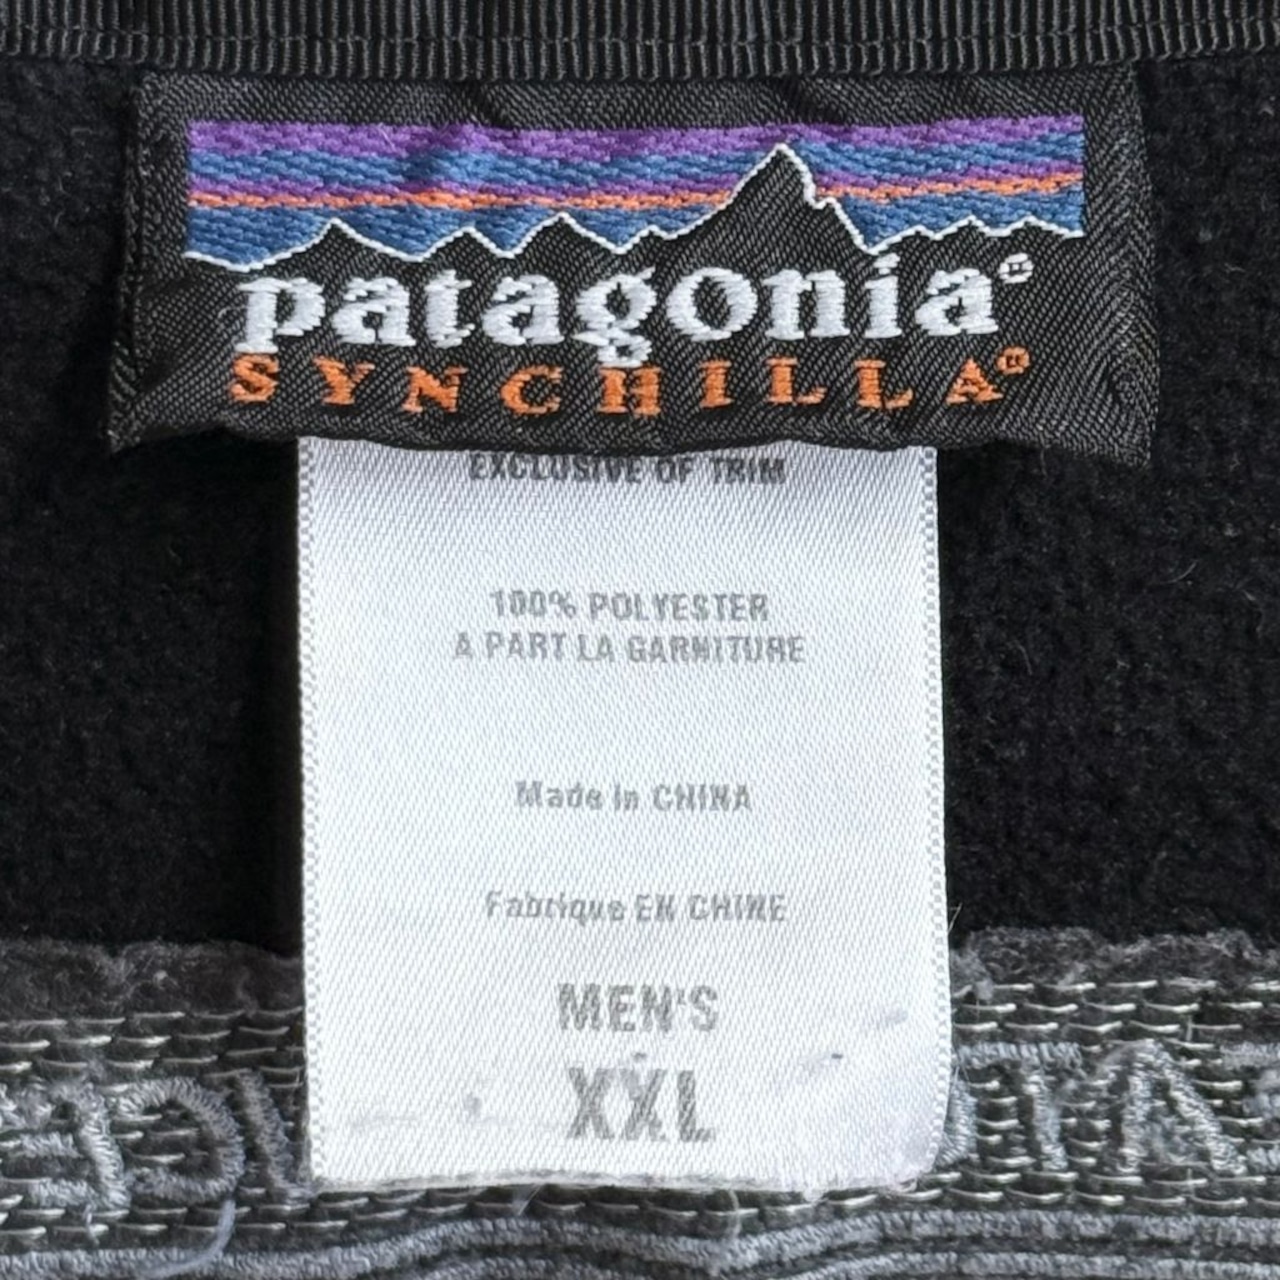 patagonia®
SYNCHILLA®
EXCLUSIVE OF TRIM
100% POLYESTER
A PART LA GARNITURE
Made in CHINA
Fabrique EN CHINE
MEN'S
XXL